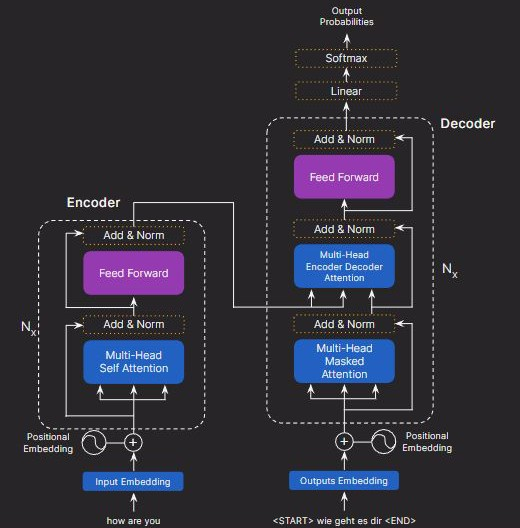 Output
Probabilities
Softmax
Linear
Decoder
Add & Norm
Feed Forward
Add & Norm
Multi-Head
Encoder Decoder
Attention
Nx
Add & Norm
Multi-Head
Masked
Attention
Positional
Embedding
Outputs Embedding
<START> wie geht es dir <END>
Encoder
Add & Norm
Feed Forward
Nx
Add & Norm
Multi-Head
Self Attention
Positional
Embedding
Input Embedding
how are you